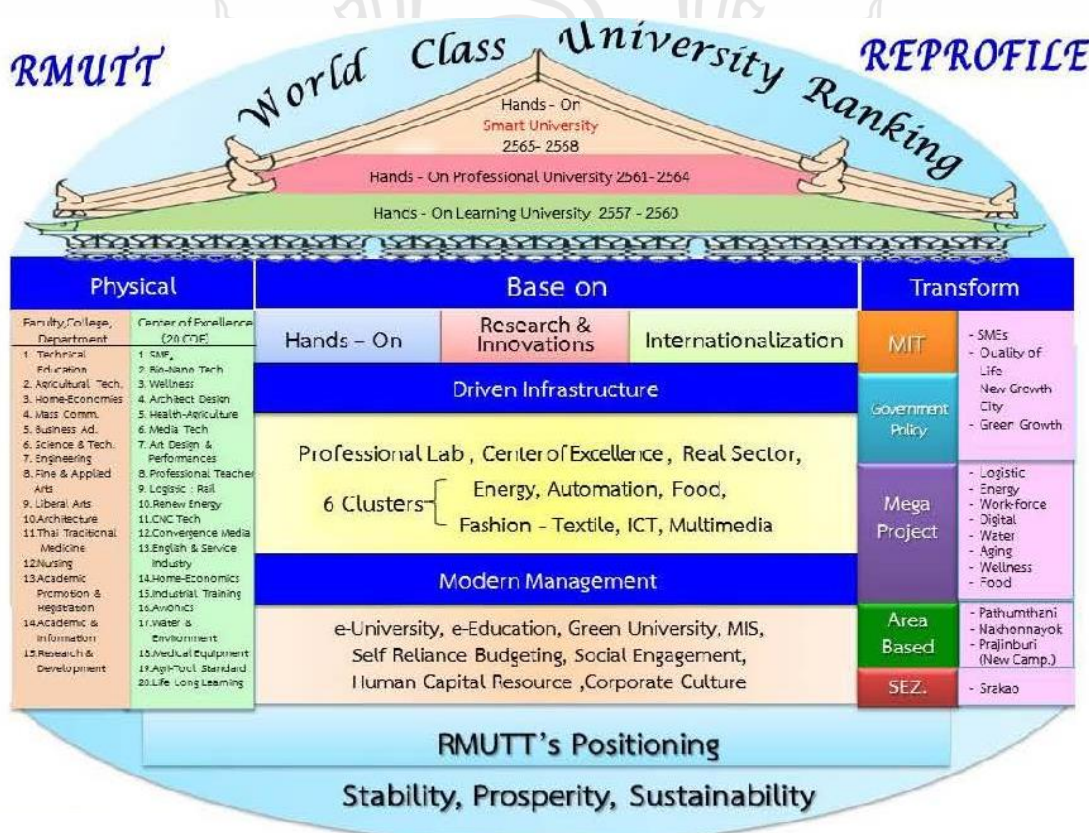 RMUTT
World Class University Ranking
REPROFILE
Hands - On
Smart University
2565- 2568
Hands - On Professional University 2561- 2564
Hands - On Learning University 2557 - 2560
Physical
Faculty,College,
Department
1. Technical
Education
2. Agricultural Tech.
3. Home-Economies
4. Mass Comm.
5. Business Ad.
6. Science & Tech.
7. Engineering
8. Fine & Applied
Arts
9. Liberal Arts
10.Architecture
11.Thai Traditional
Medicine
12.Nursing
13.Academic
Promotion &
Registration
14.Academic &
Information
15.Research &
Development
Center of Excellence
(20 COE)
1. SME,
2. Bio-Nano Tech
3. Wellness
4. Architect Design
5. Health-Agriculture
6. Media Tech
7. Art Design &
Performances
8. Professional Teacher
9. Logistic : Rail
10.Renew Energy
11.CNC Tech
12.Convergence Media
13.English & Service
Industry
14.Home-Economics
15.Industrial Training
16.Avionics
17.Water &
Environment
18.Medical Equipment
19.Agri-Tool Standard
20.Life Long Learning
Base on
Hands – On
Research &
Innovations
Internationalization
Driven Infrastructure
Professional Lab , Center of Excellence , Real Sector,
6 Clusters
Energy, Automation, Food,
Fashion - Textile, ICT, Multimedia
Modern Management
e-University, e-Education, Green University, MIS,
Self Reliance Budgeting, Social Engagement,
Human Capital Resource ,Corporate Culture
Transform
MIT
Government
Policy
- SMEs
- Quality of
Life
New Growth
City
- Green Growth
Mega
Project
- Logistic
- Energy
- Work-force
- Digital
- Water
- Aging
- Wellness
- Food
Area
Based
- Pathumthani
- Nakhonnayok
- Prajinburi
(New Camp.)
SEZ.
- Srakao
RMUTT's Positioning
Stability, Prosperity, Sustainability